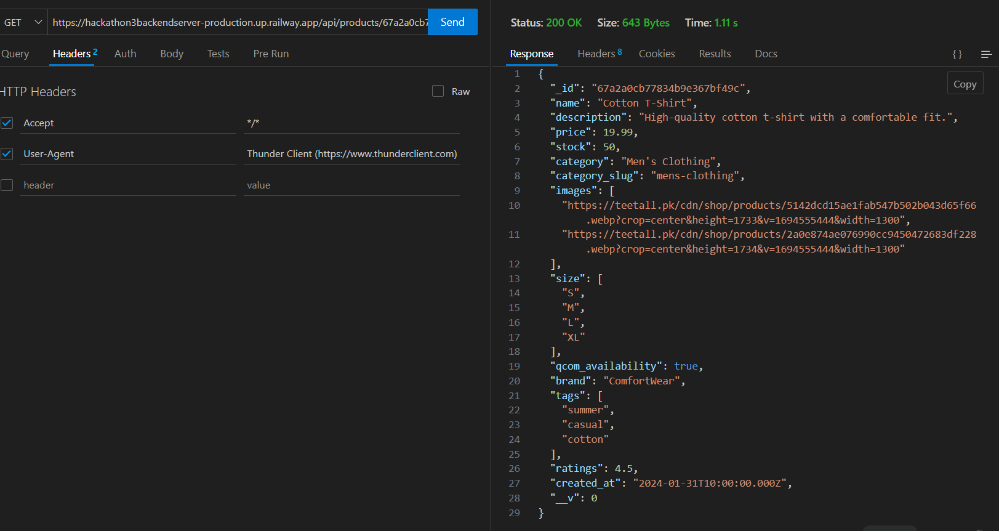 GET
https://hackathon3backendserver-production.up.railway.app/api/products/67a2a0cb7
Send
Query
Headers 2
Auth
Body
Tests
Pre Run
HTTP Headers
Raw
Accept
*/*
User-Agent
Thunder Client (https://www.thunderclient.com)
header
value
Status: 200 OK
Size: 643 Bytes
Time: 1.11 s
Response
Headers 8
Cookies
Results
Docs
{}
Copy
1 {
2 "_id": "67a2a0cb77834b9e367bf49c",
3 "name": "Cotton T-Shirt",
4 "description": "High-quality cotton t-shirt with a comfortable fit.",
5 "price": 19.99,
6 "stock": 50,
7 "category": "Men's Clothing",
8 "category_slug": "mens-clothing",
9 "images": [
10 "https://teetall.pk/cdn/shop/products/5142dcd15ae1fab547b502b043d65f66
.webp?crop=center&height=1733&v=1694555444&width=1300",
11 "https://teetall.pk/cdn/shop/products/2a0e874ae076990cc9450472683df228
.webp?crop=center&height=1734&v=1694555444&width=1300"
12 ],
13 "size": [
14 "S",
15 "M",
16 "L",
17 "XL"
18 ],
19 "qcom_availability": true,
20 "brand": "ComfortWear",
21 "tags": [
22 "summer",
23 "casual",
24 "cotton"
25 ],
26 "ratings": 4.5,
27 "created_at": "2024-01-31T10:00:00.000Z",
28 "__v": 0
29 }